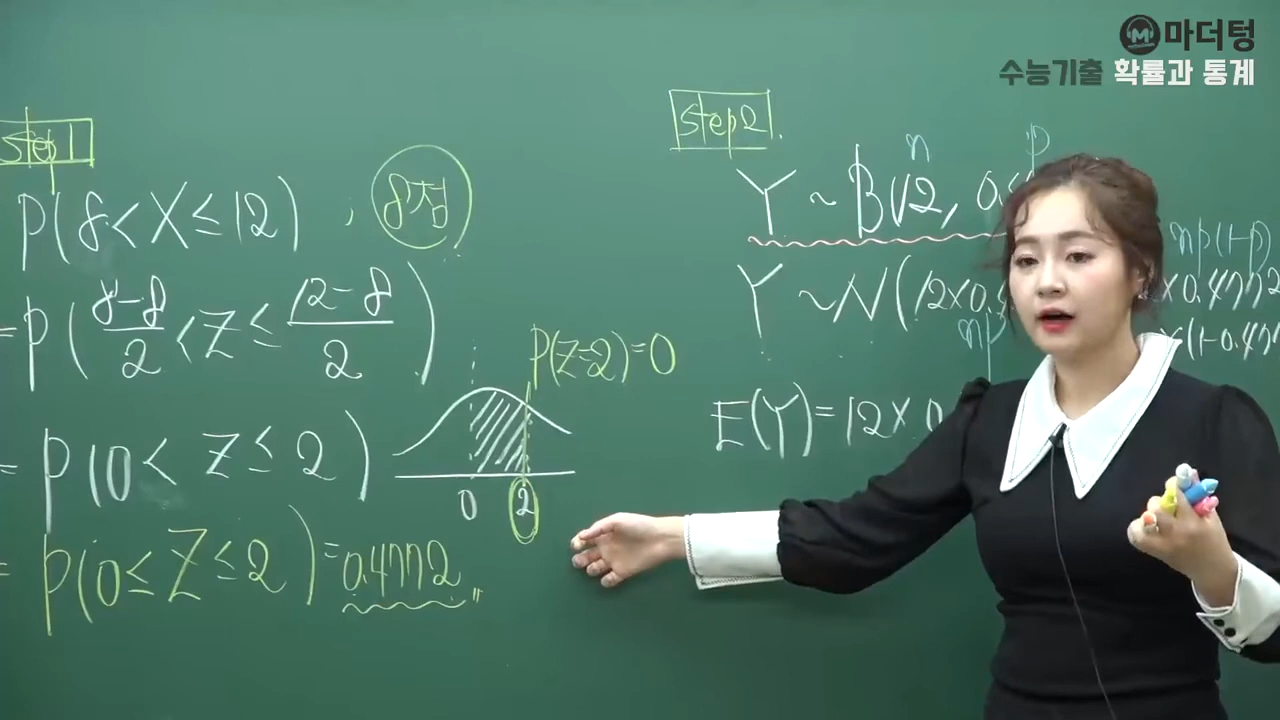 마더텅
수능기출 확률과 통계
Step1
P(8<X≤12), 8점
=P((8-8)/2<Z≤(12-8)/2)
=P(0<Z≤2)
=P(0≤Z≤2)=0.4772
P(Z=2)=0
0 2
Step2.
n p
Y~B(12, 0.
np(1-p)
Y~N(12×0. ×0.4772
np ×(1-0.47
E(Y)=12×0